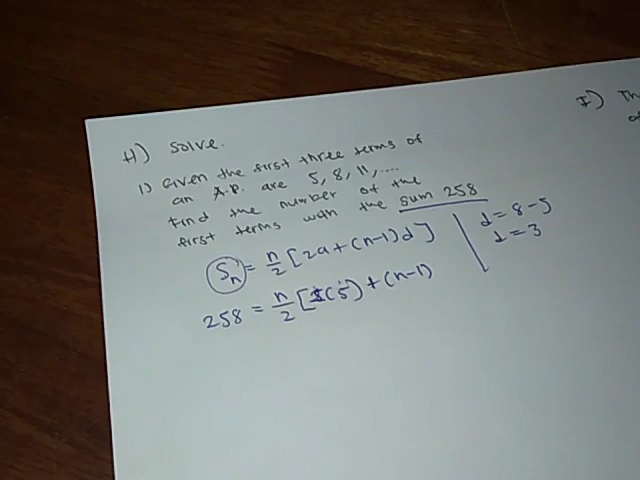 H) Solve.
1) Given the first three terms of
an A.P. are 5, 8, 11, ....
Find the number of the
first terms with the sum 258
Sn = n/2 [2a + (n-1)d]
258 = n/2 [2(5) + (n-1)
d = 8 - 5
d = 3
I) Th